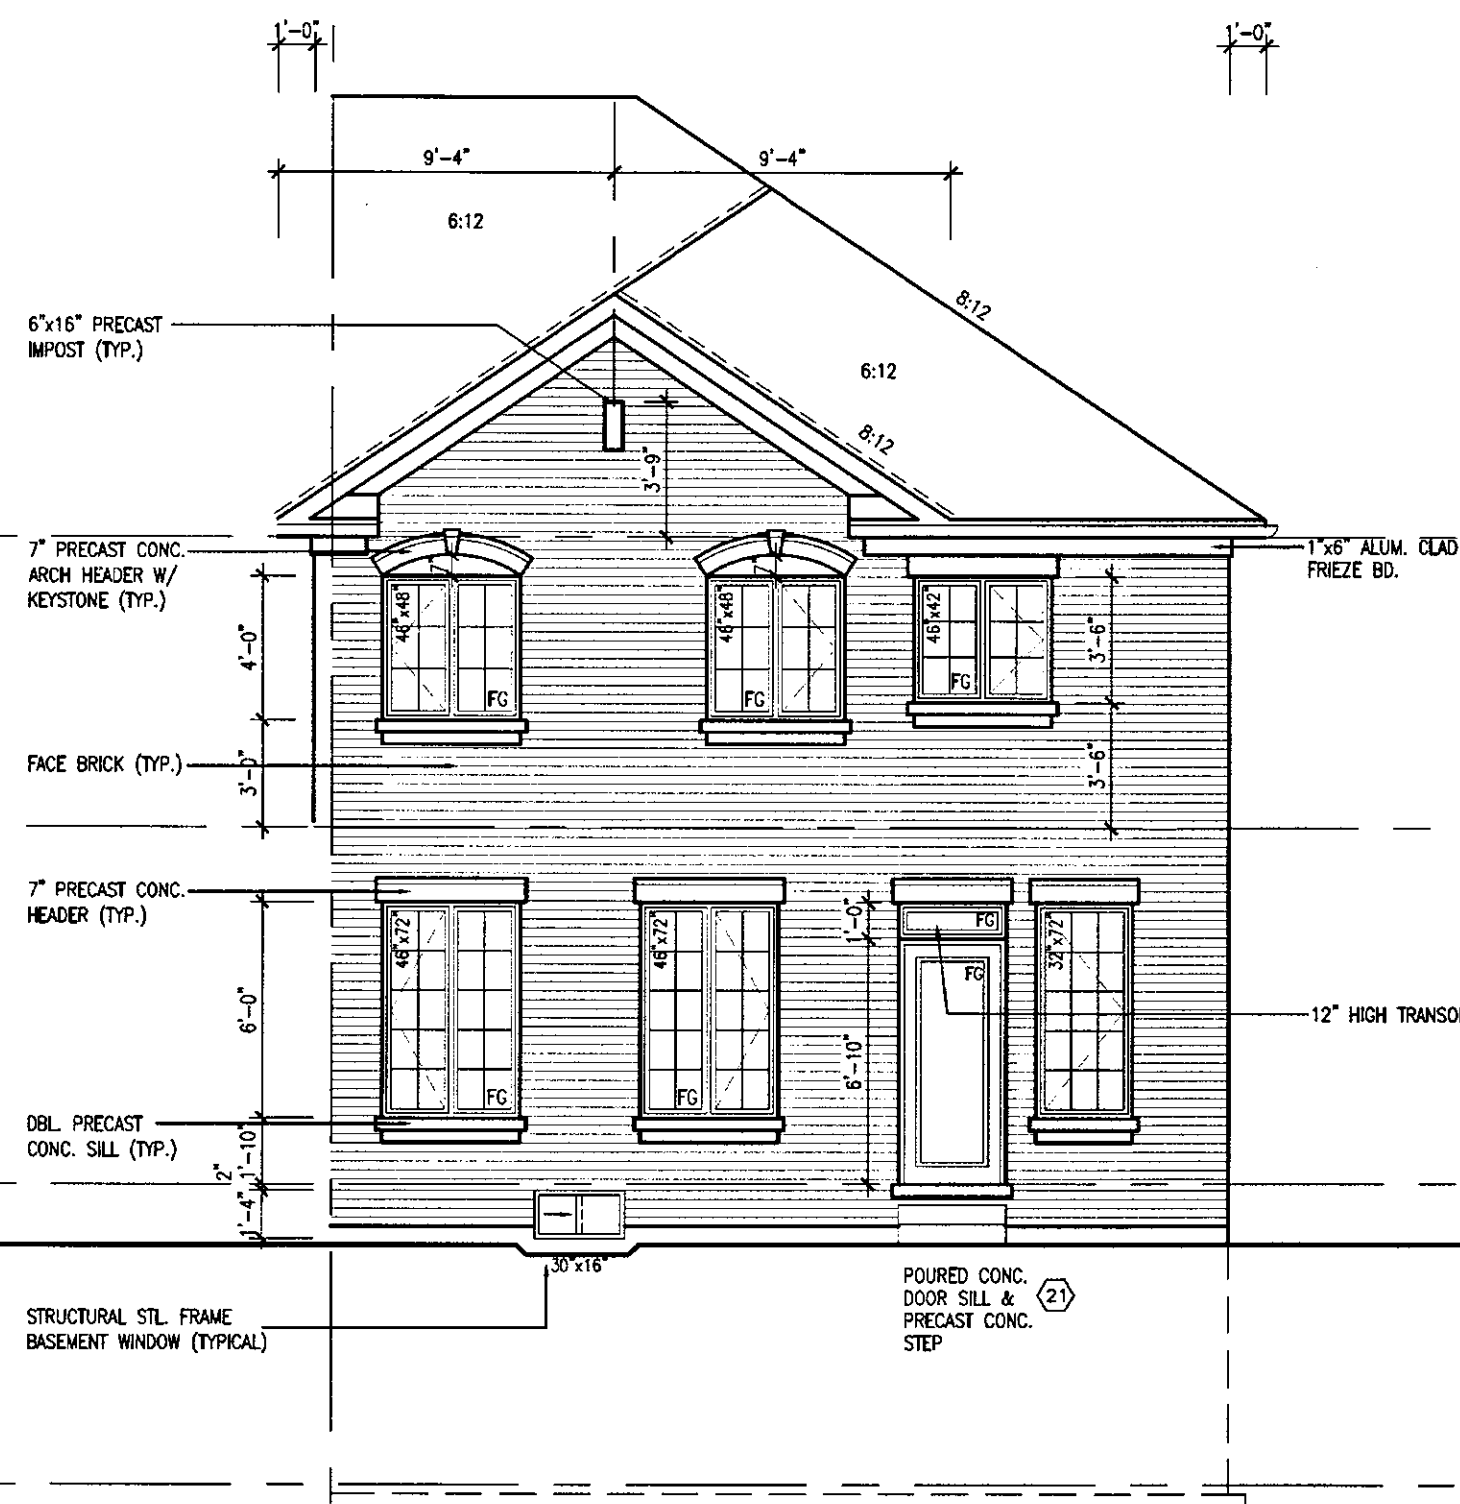 1'-0"
1'-0"
9'-4"
9'-4"
6:12
8:12
6"x16" PRECAST
IMPOST (TYP.)
6:12
8:12
3'-9"
7" PRECAST CONC.
ARCH HEADER W/
KEYSTONE (TYP.)
1"x6" ALUM. CLAD
FRIEZE BD.
7"
7"
46"x48"
46"x48"
46"x42"
4'-0"
3'-6"
FG
FG
FG
FACE BRICK (TYP.)
3'-0"
3'-6"
7" PRECAST CONC.
HEADER (TYP.)
46"x72"
46"x72"
1'-0"
FG
32"x72"
FG
6'-0"
12" HIGH
6'-10"
FG
FG
DBL. PRECAST
CONC. SILL (TYP.)
1'-10"
2"
1'-4"
30"x16"
POURED CONC.
DOOR SILL &
PRECAST CONC.
STEP
21
STRUCTURAL STL. FRAME
BASEMENT WINDOW (TYPICAL)